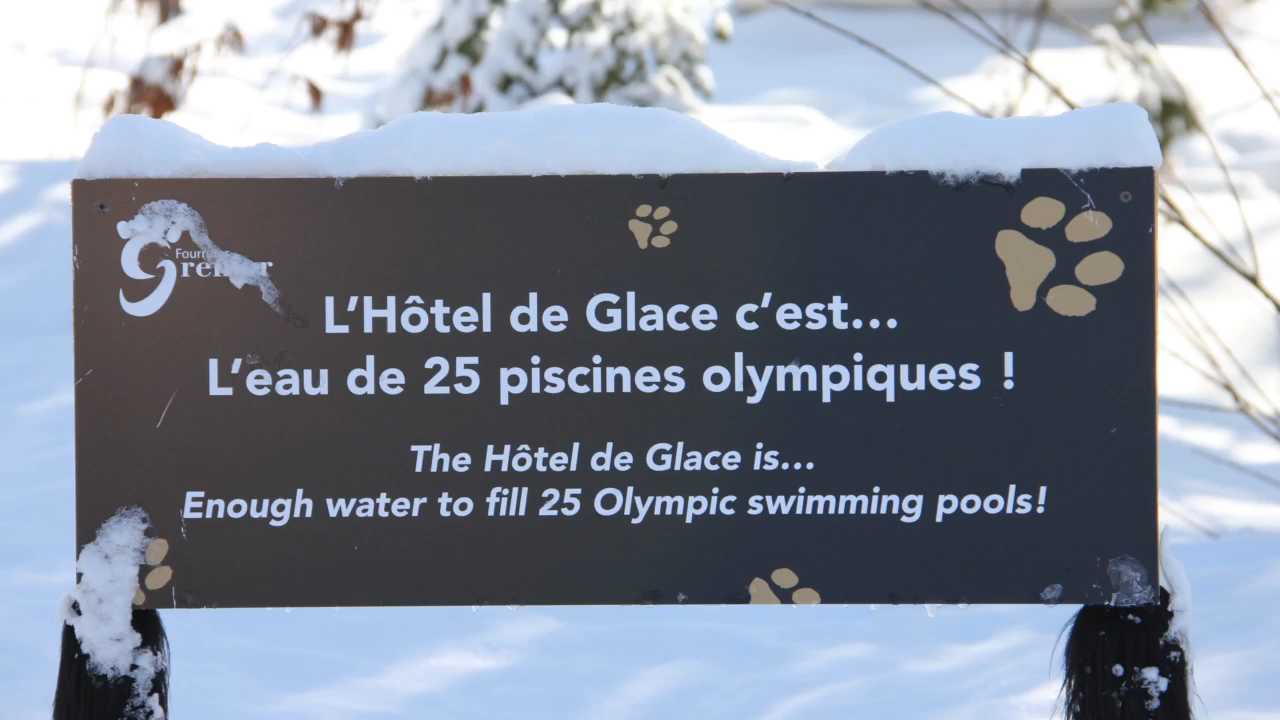 L'Hôtel de Glace c'est...
L'eau de 25 piscines olympiques !
The Hôtel de Glace is...
Enough water to fill 25 Olympic swimming pools!